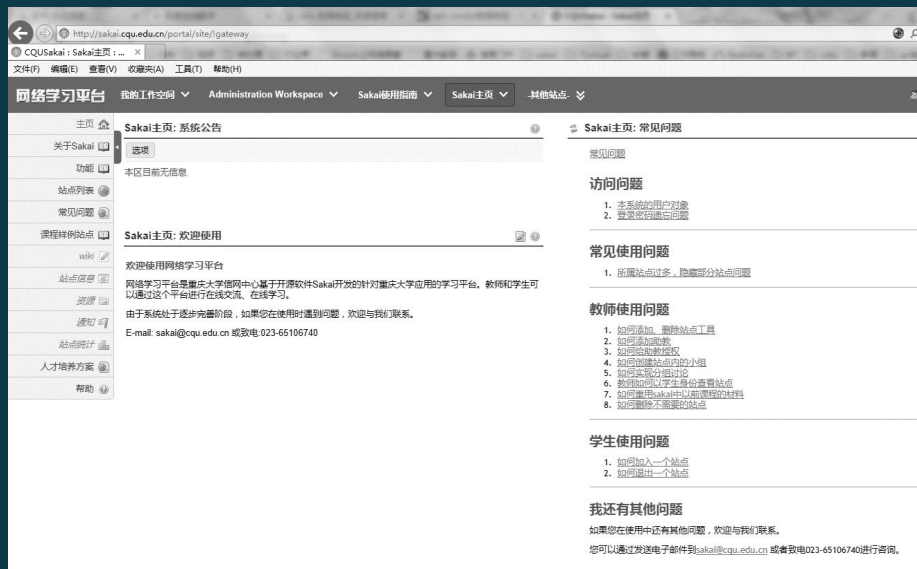 http://sakai.cqu.edu.cn/portal/site/!gateway
CQUSakai : Sakai主页 : ... ×
文件(F) 编辑(E) 查看(V) 收藏夹(A) 工具(T) 帮助(H)
网络学习平台 我的工作空间 Administration Workspace Sakai使用指南 Sakai主页 -其他站点-
主页
关于Sakai
功能
站点列表
常见问题
课程样例站点
wiki
站点信息
资源
通知
站点统计
人才培养方案
帮助
Sakai主页: 系统公告
选项
本区目前无信息
Sakai主页: 欢迎使用
欢迎使用网络学习平台
网络学习平台是重庆大学信网中心基于开源软件Sakai开发的针对重庆大学应用的学习平台。教师和学生可
以通过这个平台进行在线交流、在线学习。
由于系统处于逐步完善阶段，如果您在使用时遇到问题，欢迎与我们联系。
E-mail: sakai@cqu.edu.cn 或致电:023-65106740
Sakai主页: 常见问题
常见问题
访问问题
1. 本系统的用户对象
2. 登录密码遗忘问题
常见使用问题
1. 所属站点过多，隐藏部分站点问题
教师使用问题
1. 如何添加、删除站点工具
2. 如何添加助教
3. 如何给助教授权
4. 如何创建站点内的小组
5. 如何实现分组讨论
6. 教师如何以学生身份查看站点
7. 如何重用sakai中以前课程的材料
8. 如何删除不需要的站点
学生使用问题
1. 如何加入一个站点
2. 如何退出一个站点
我还有其他问题
如果您在使用中还有其他问题，欢迎与我们联系。
您可以通过发送电子邮件到sakai@cqu.edu.cn 或者致电023-65106740进行咨询。